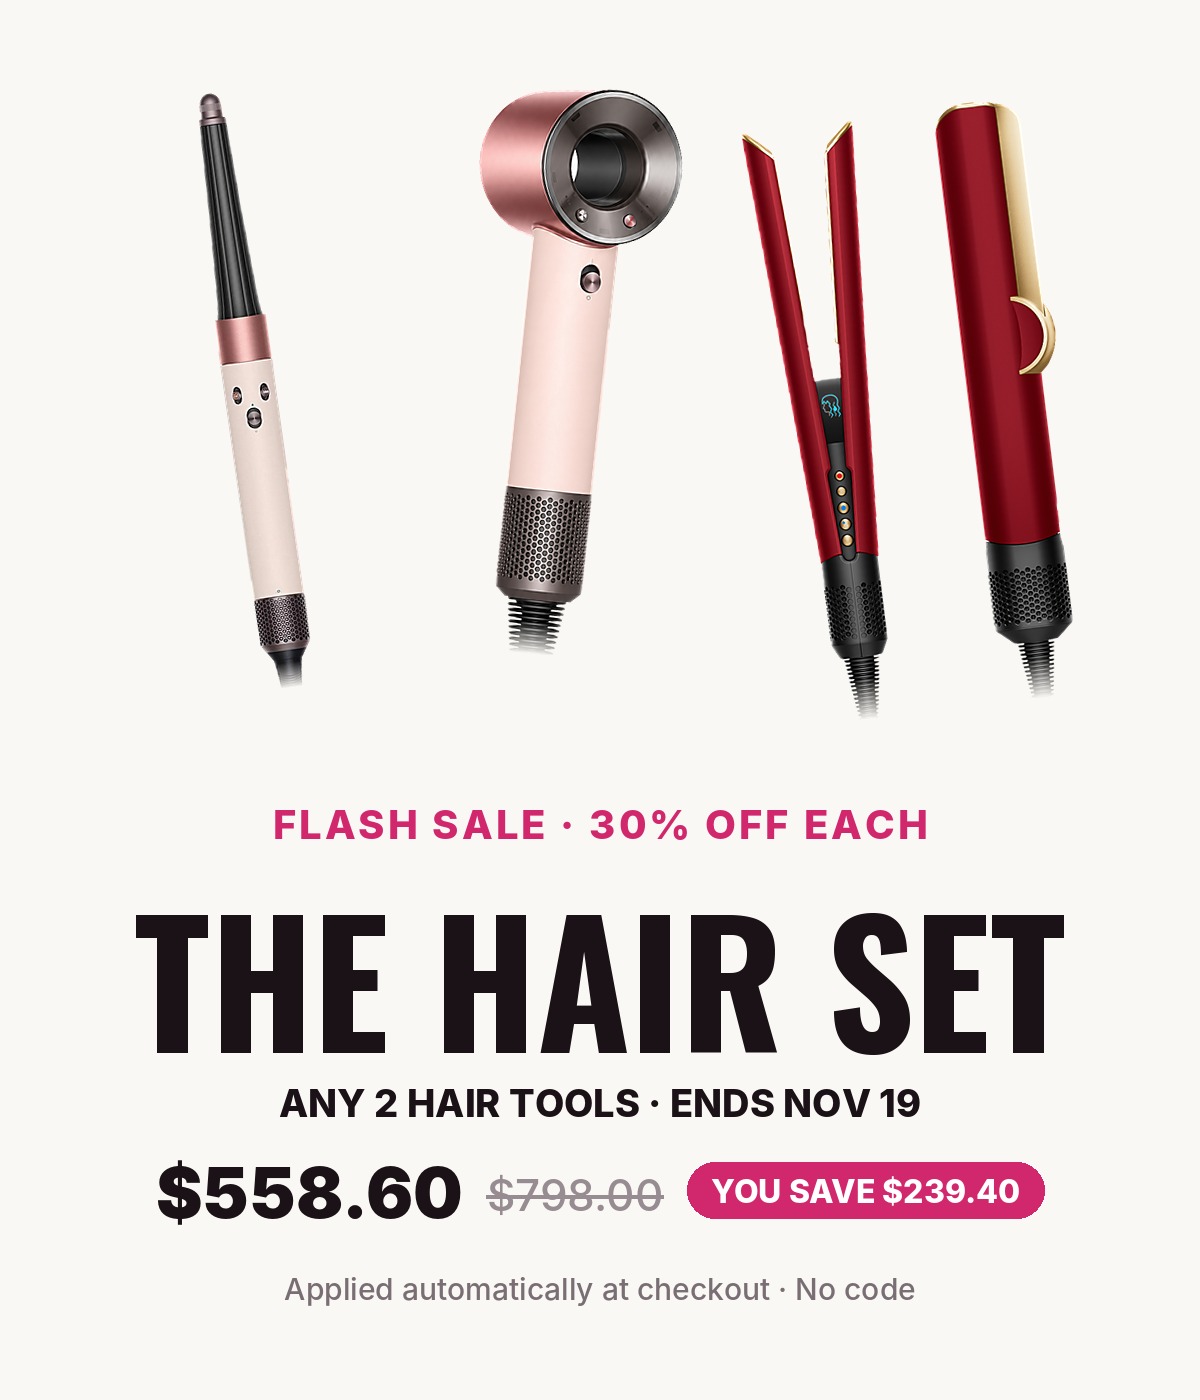 FLASH SALE · 30% OFF EACH
THE HAIR SET
ANY 2 HAIR TOOLS · ENDS NOV 19
$558.60 $798.00 YOU SAVE $239.40
Applied automatically at checkout · No code